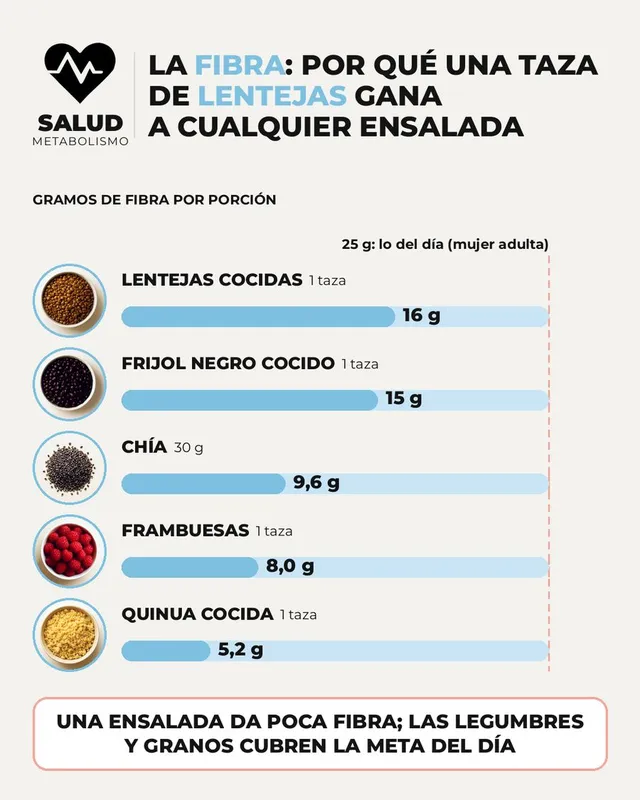 SALUD
METABOLISMO
LA FIBRA: POR QUÉ UNA TAZA
DE LENTEJAS GANA
A CUALQUIER ENSALADA
GRAMOS DE FIBRA POR PORCIÓN
25 g: lo del día (mujer adulta)
LENTEJAS COCIDAS 1 taza
16 g
FRIJOL NEGRO COCIDO 1 taza
15 g
CHÍA 30 g
9,6 g
FRAMBUESAS 1 taza
8,0 g
QUINUA COCIDA 1 taza
5,2 g
UNA ENSALADA DA POCA FIBRA; LAS LEGUMBRES
Y GRANOS CUBREN LA META DEL DÍA